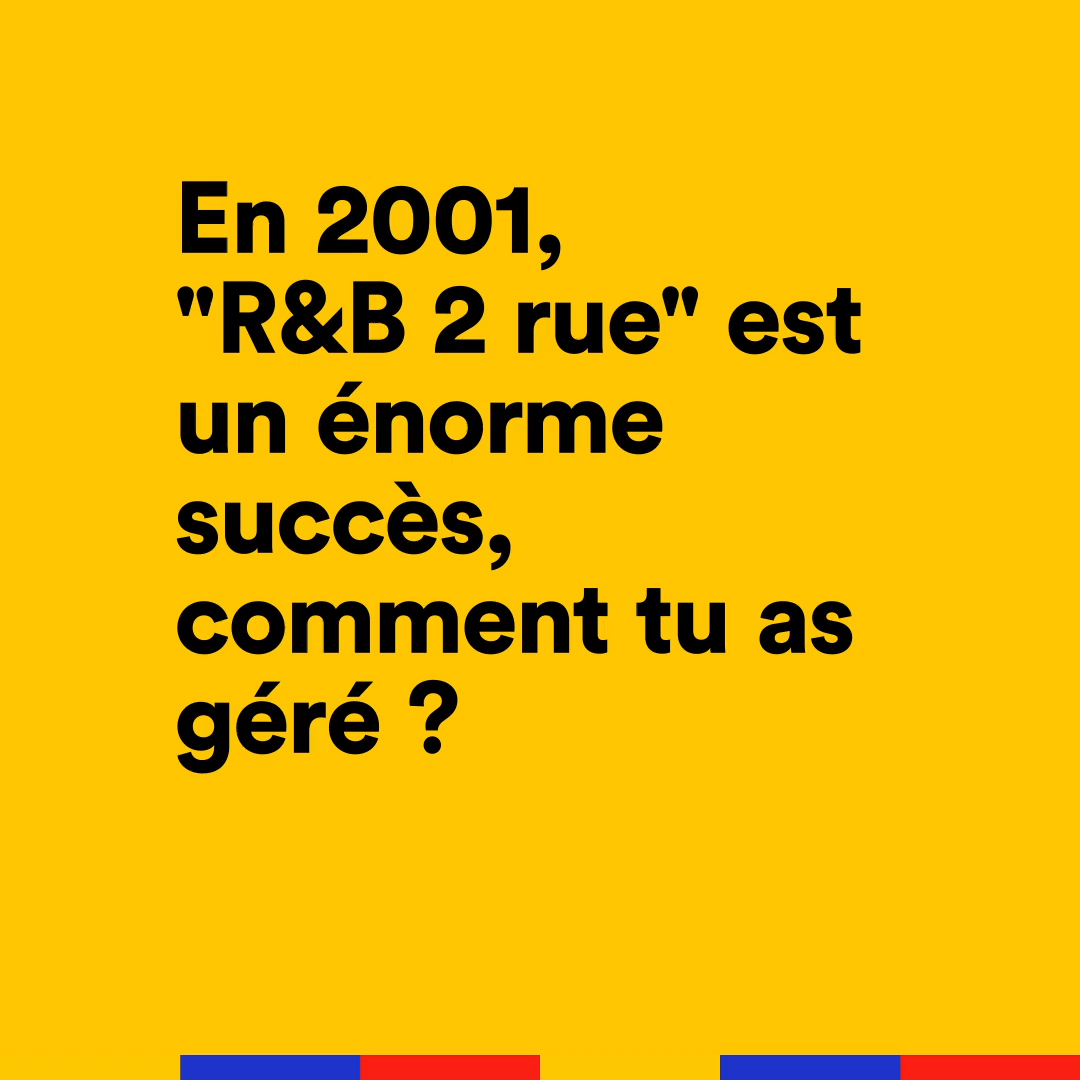 En 2001,
"R&B 2 rue" est
un énorme
succès,
comment tu as
géré ?